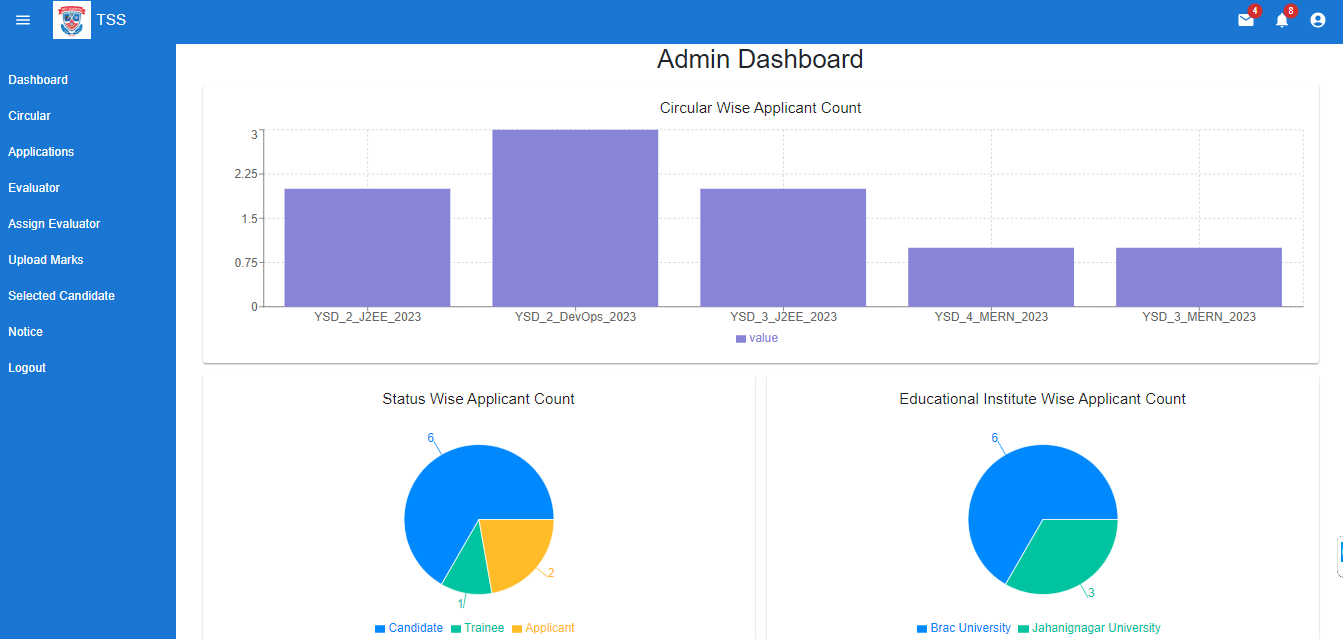 TSS
4
8
Dashboard
Circular
Applications
Evaluator
Assign Evaluator
Upload Marks
Selected Candidate
Notice
Logout
Admin Dashboard
Circular Wise Applicant Count
3
2.25
1.5
0.75
0
YSD_2_J2EE_2023 YSD_2_DevOps_2023 YSD_3_J2EE_2023 YSD_4_MERN_2023 YSD_3_MERN_2023
value
Status Wise Applicant Count
6
2
1
Candidate Trainee Applicant
Educational Institute Wise Applicant Count
6
3
Brac University Jahanignagar University